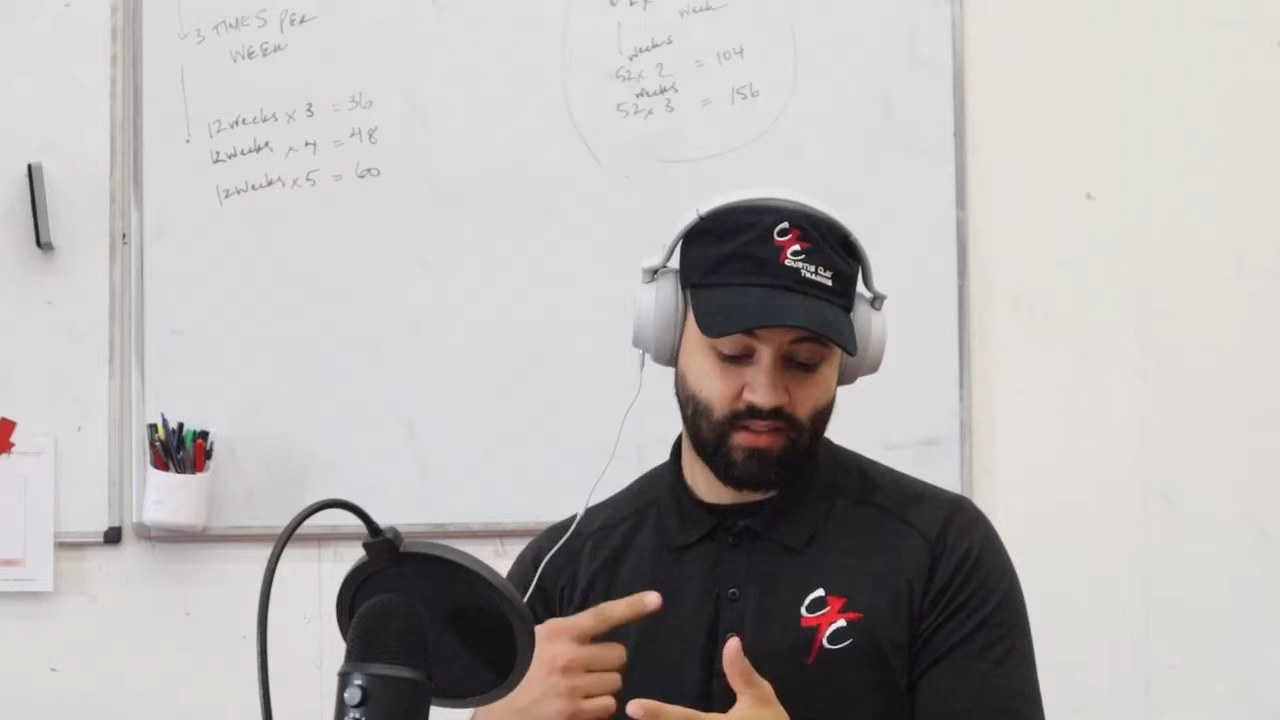 3 TIMES PER
WEEK
12 weeks x 3 = 36
12 weeks x 4 = 48
12 weeks x 5 = 60
week
weeks
52 x 2 = 104
weeks
52 x 3 = 156
C C
CURTIS CLAY
TRAINING
C C